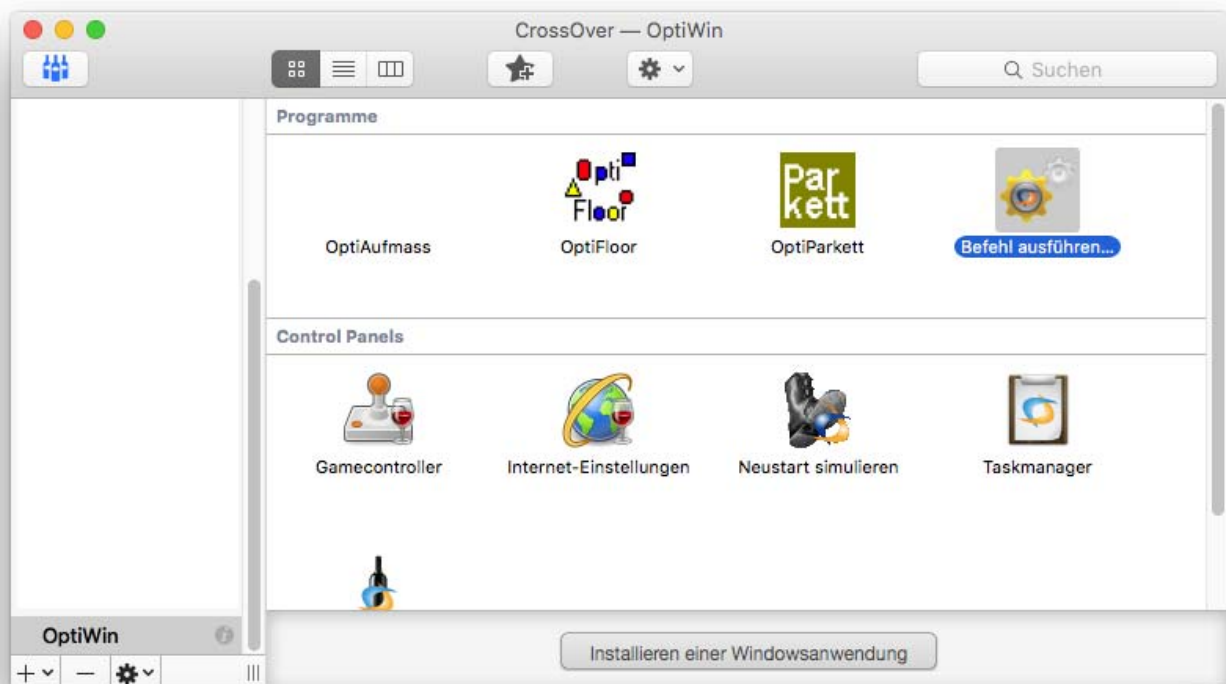 CrossOver — OptiWin
Suchen
Programme
Opti
Floor
Par
kett
OptiAufmass
OptiFloor
OptiParkett
Befehl ausführen...
Control Panels
Gamecontroller
Internet-Einstellungen
Neustart simulieren
Taskmanager
OptiWin
Installieren einer Windowsanwendung